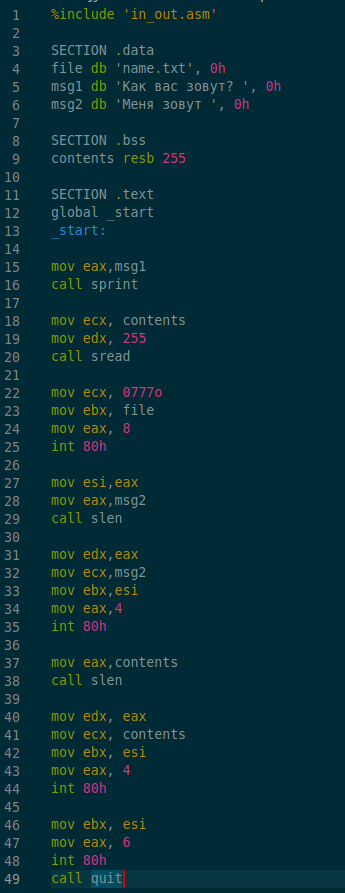 1 %include 'in_out.asm'
2
3 SECTION .data
4 file db 'name.txt', 0h
5 msg1 db 'Как вас зовут? ', 0h
6 msg2 db 'Меня зовут ', 0h
7
8 SECTION .bss
9 contents resb 255
10
11 SECTION .text
12 global _start
13 _start:
14
15 mov eax,msg1
16 call sprint
17
18 mov ecx, contents
19 mov edx, 255
20 call sread
21
22 mov ecx, 0777o
23 mov ebx, file
24 mov eax, 8
25 int 80h
26
27 mov esi,eax
28 mov eax,msg2
29 call slen
30
31 mov edx,eax
32 mov ecx,msg2
33 mov ebx,esi
34 mov eax,4
35 int 80h
36
37 mov eax,contents
38 call slen
39
40 mov edx, eax
41 mov ecx, contents
42 mov ebx, esi
43 mov eax, 4
44 int 80h
45
46 mov ebx, esi
47 mov eax, 6
48 int 80h
49 call quit